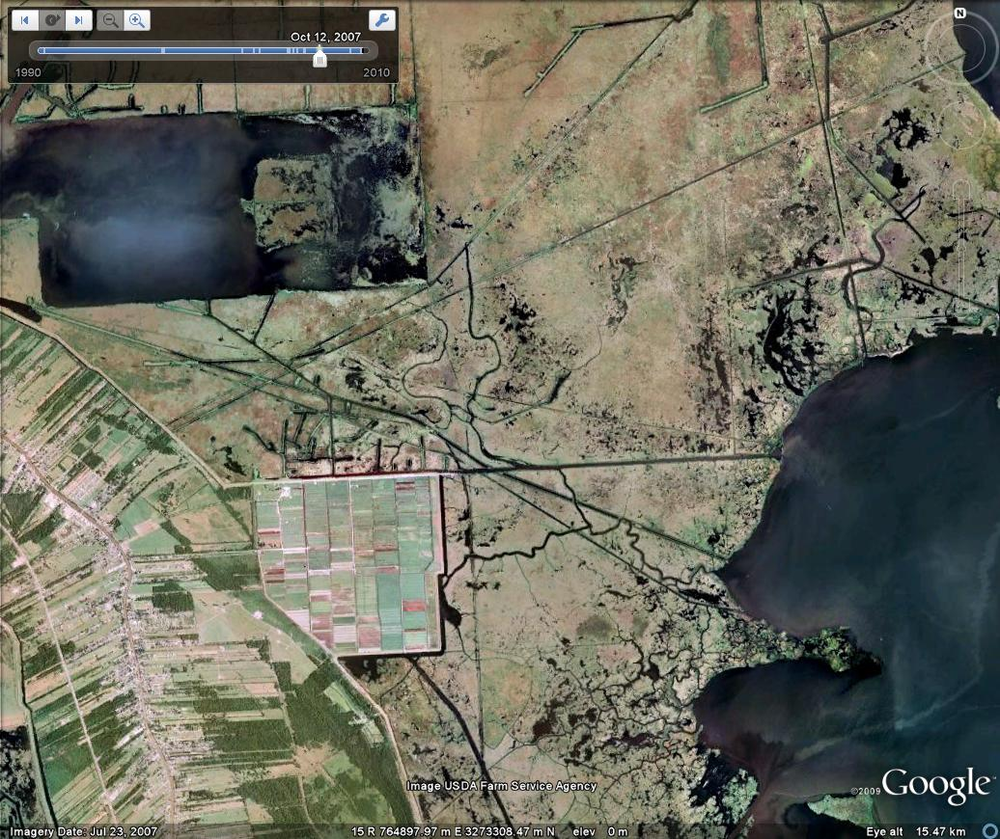 Oct 12, 2007
1990
2010
N
Image USDA Farm Service Agency
©2009 Google™
Imagery Date: Jul 23, 2007
15 R 764897.97 m E 3273308.47 m N elev 0 m
Eye alt 15.47 km